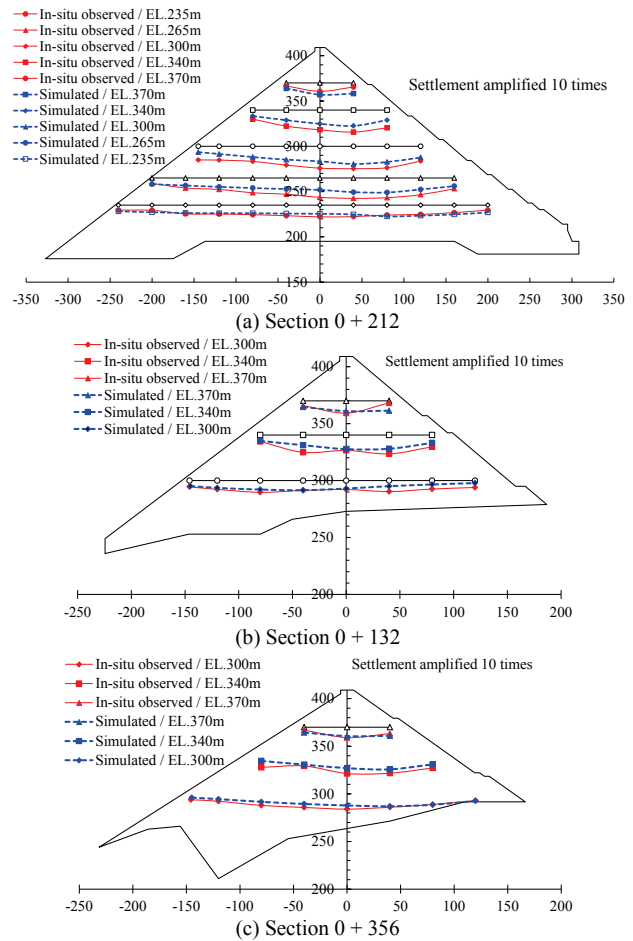 In-situ observed / EL.235m
In-situ observed / EL.265m
In-situ observed / EL.300m
In-situ observed / EL.340m
In-situ observed / EL.370m
Simulated / EL.370m
Simulated / EL.340m
Simulated / EL.300m
Simulated / EL.265m
Simulated / EL.235m
Settlement amplified 10 times
400
350
300
250
200
150
-350 -300 -250 -200 -150 -100 -50 0 50 100 150 200 250 300 350
(a) Section 0 + 212
In-situ observed / EL.300m
In-situ observed / EL.340m
In-situ observed / EL.370m
Simulated / EL.370m
Simulated / EL.340m
Simulated / EL.300m
Settlement amplified 10 times
400
350
300
250
200
-250 -200 -150 -100 -50 0 50 100 150 200
(b) Section 0 + 132
In-situ observed / EL.300m
In-situ observed / EL.340m
In-situ observed / EL.370m
Simulated / EL.370m
Simulated / EL.340m
Simulated / EL.300m
Settlement amplified 10 times
400
350
300
250
200
-250 -200 -150 -100 -50 0 50 100 150 200
(c) Section 0 + 356